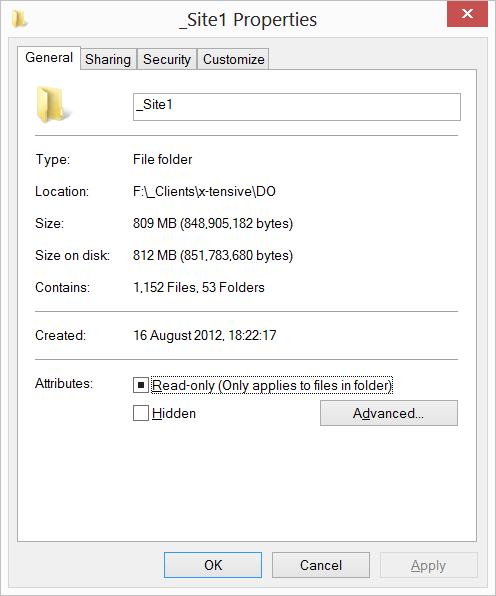 _Site1 Properties
General Sharing Security Customize
_Site1
Type: File folder
Location: F:\_Clients\x-tensive\DO
Size: 809 MB (848,905,182 bytes)
Size on disk: 812 MB (851,783,680 bytes)
Contains: 1,152 Files, 53 Folders
Created: 16 August 2012, 18:22:17
Attributes: Read-only (Only applies to files in folder)
Hidden Advanced...
OK Cancel Apply